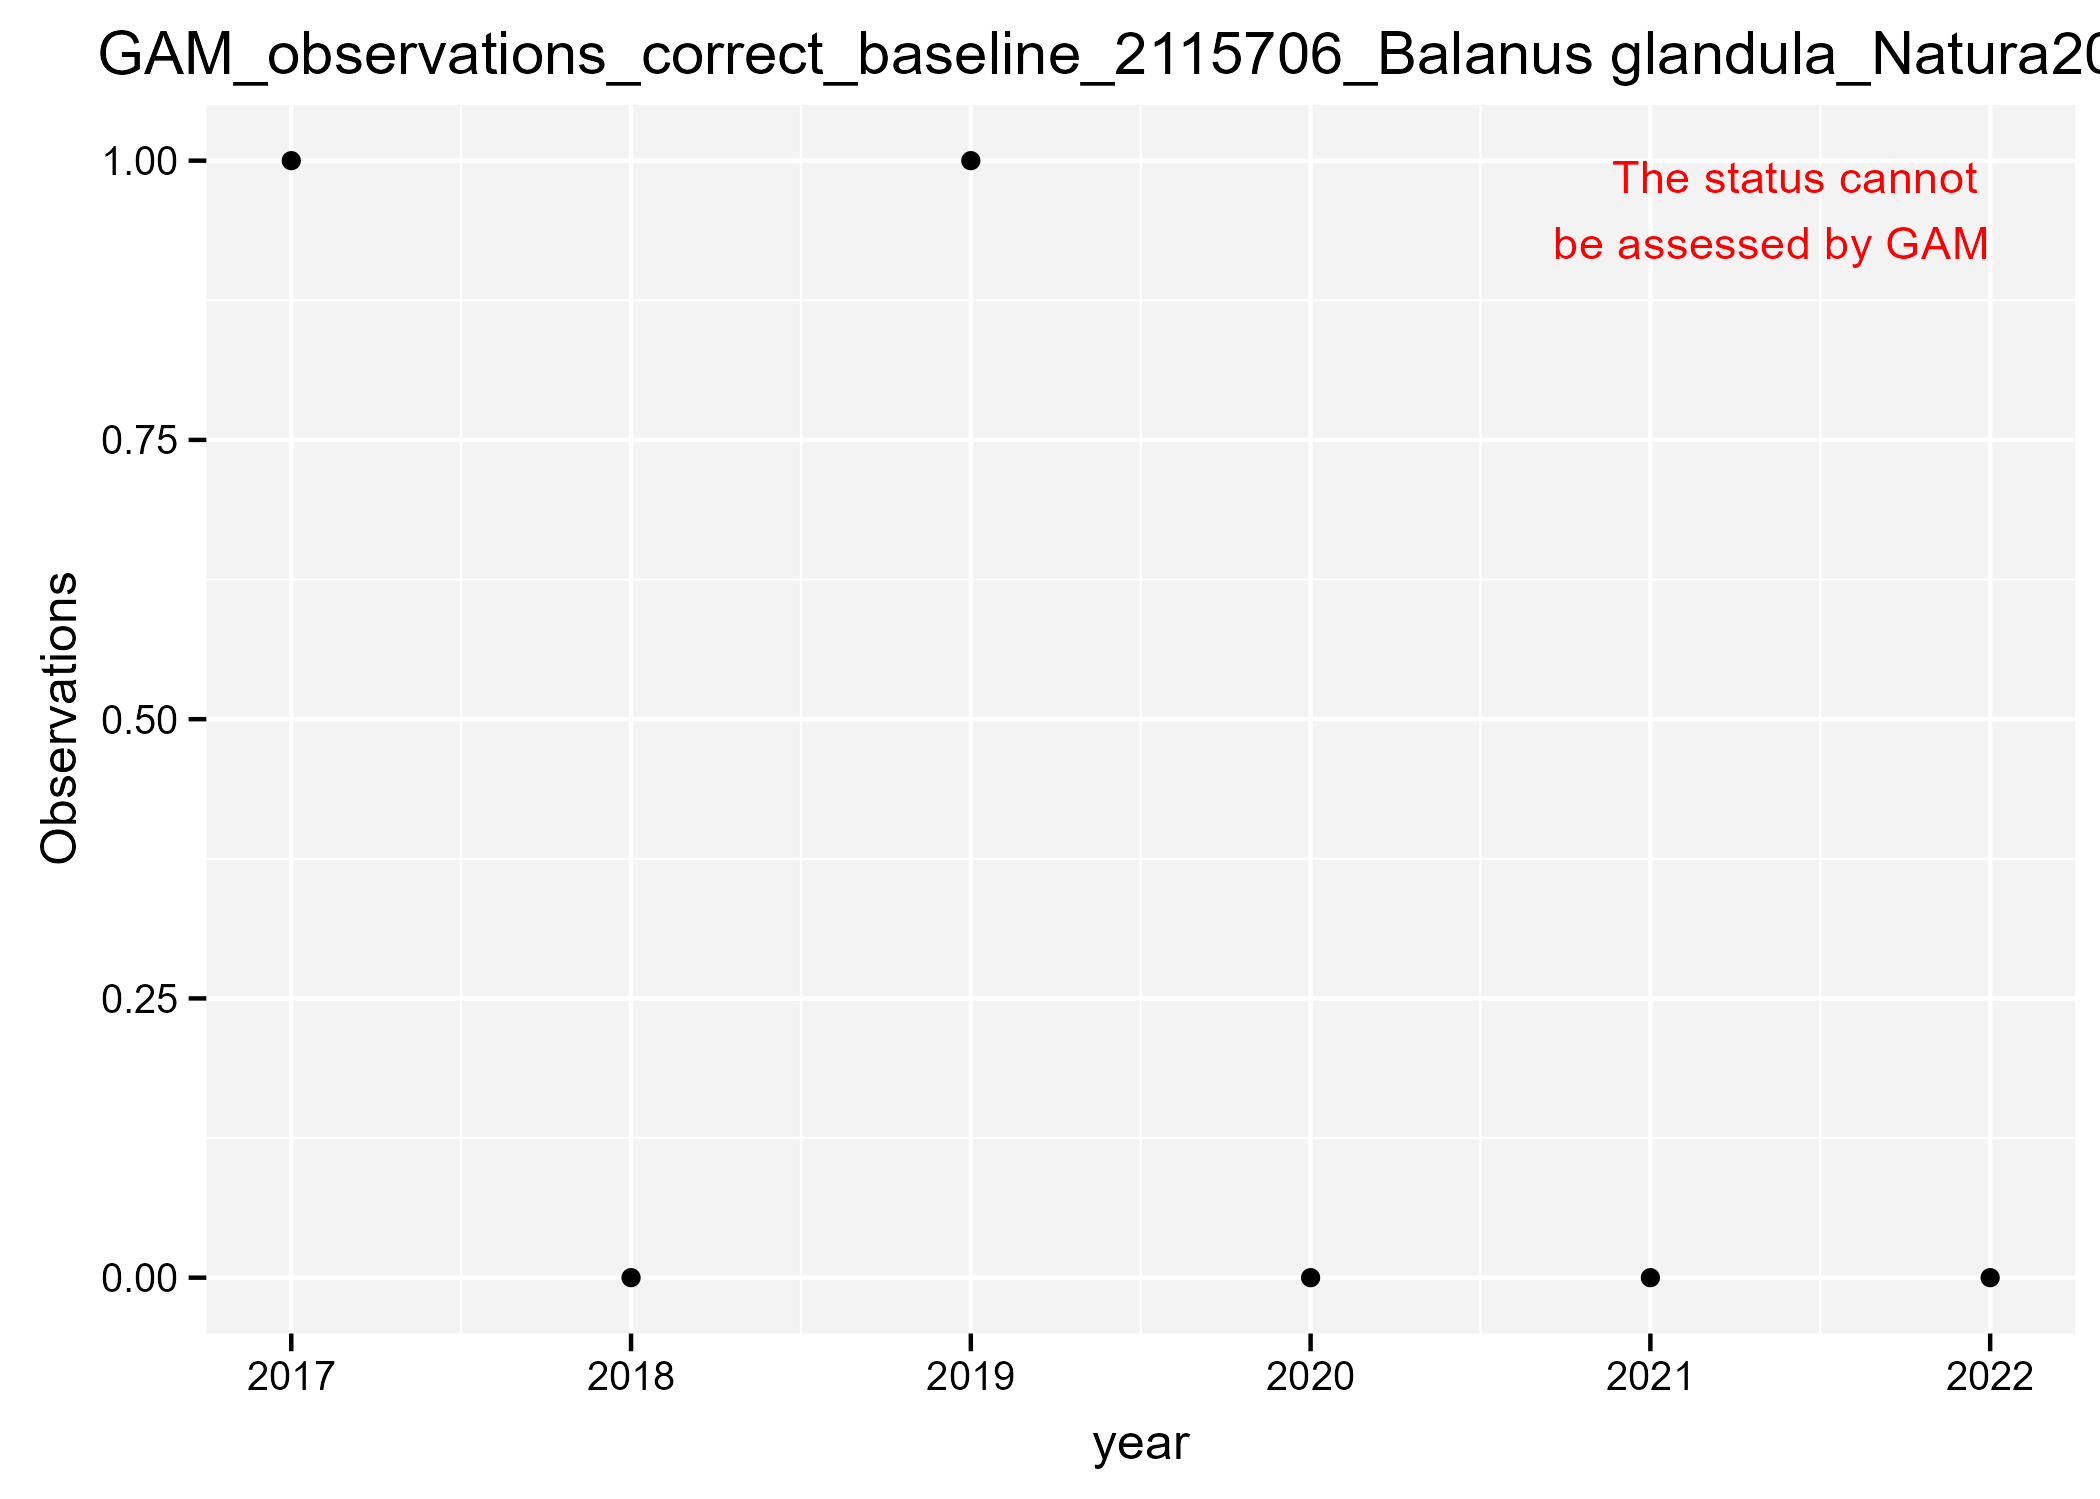 GAM_observations_correct_baseline_2115706_Balanus glandula_Natura20
The status cannot
be assessed by GAM
Observations
1.00
0.75
0.50
0.25
0.00
2017 2018 2019 2020 2021 2022
year